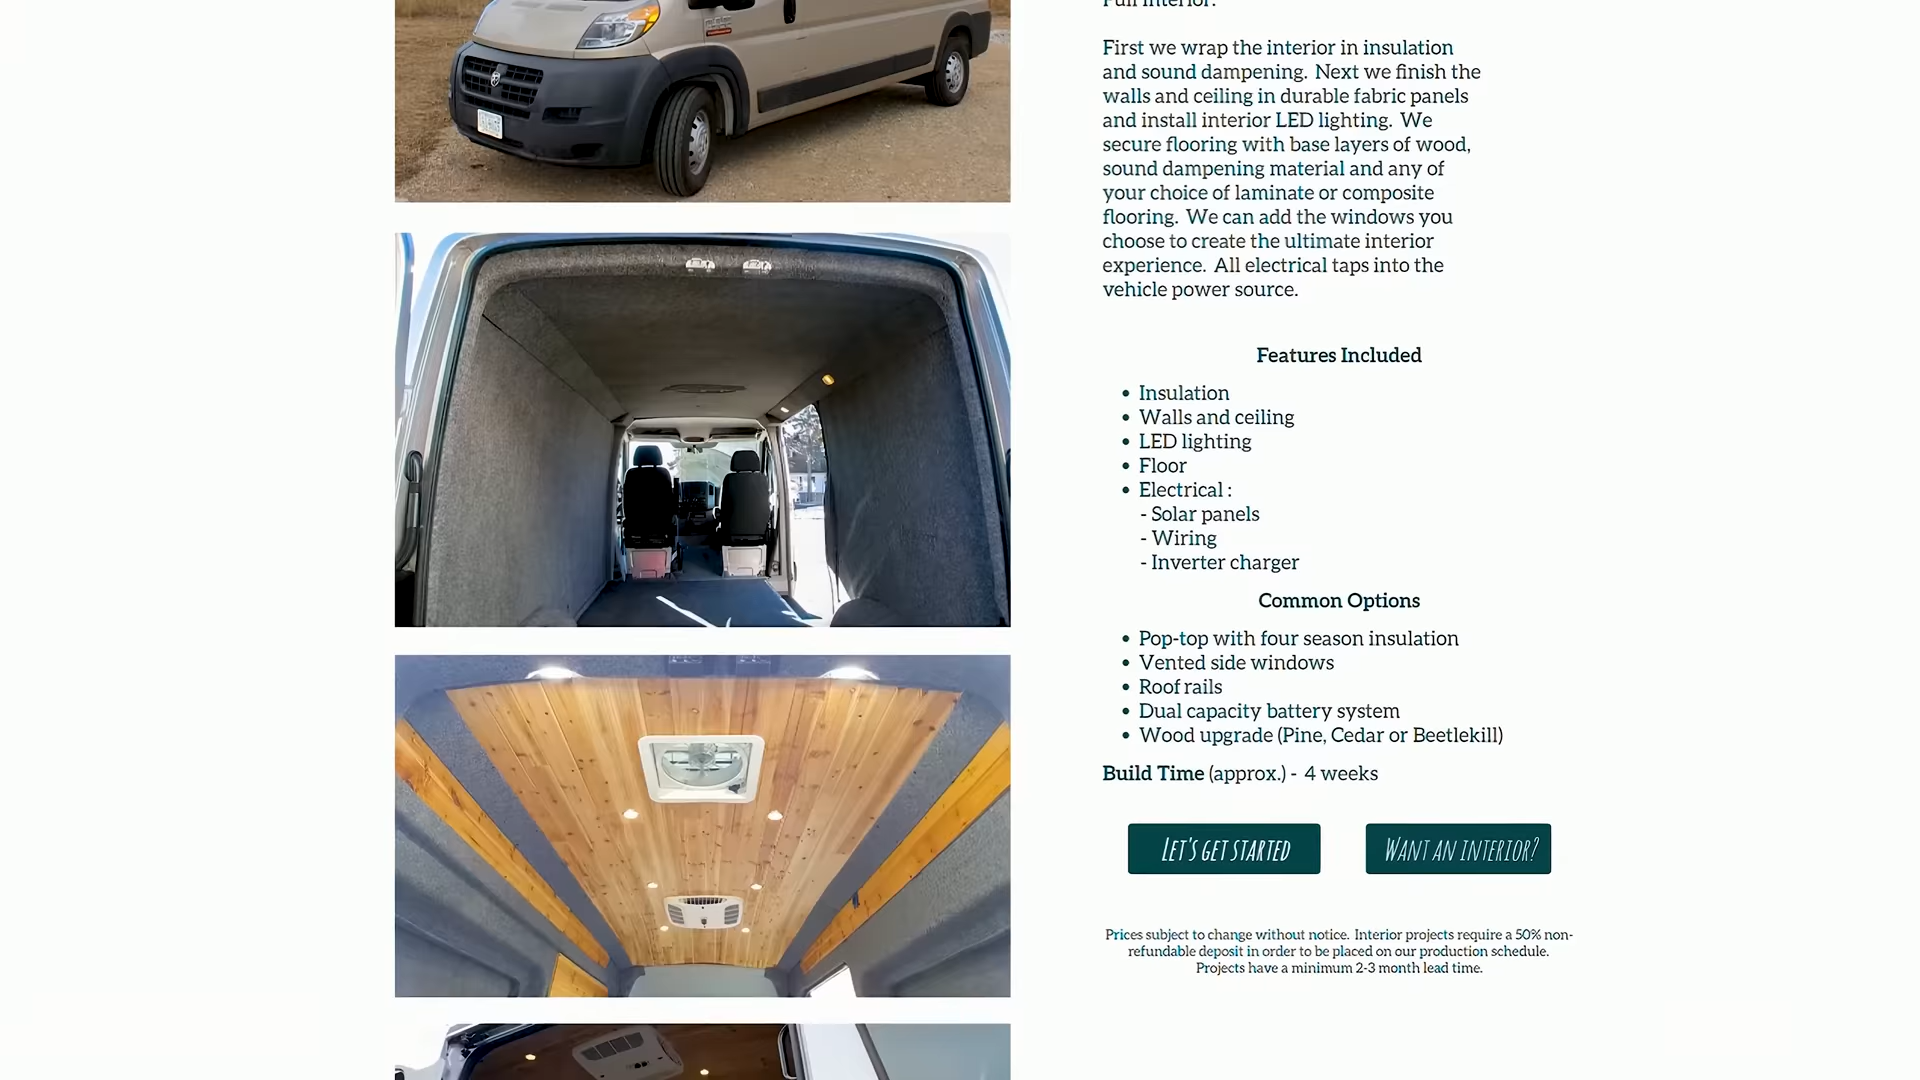 Full Interior:
First we wrap the interior in insulation
and sound dampening. Next we finish the
walls and ceiling in durable fabric panels
and install interior LED lighting. We
secure flooring with base layers of wood,
sound dampening material and any of
your choice of laminate or composite
flooring. We can add the windows you
choose to create the ultimate interior
experience. All electrical taps into the
vehicle power source.
Features Included
• Insulation
• Walls and ceiling
• LED lighting
• Floor
• Electrical :
- Solar panels
- Wiring
- Inverter charger
Common Options
• Pop-top with four season insulation
• Vented side windows
• Roof rails
• Dual capacity battery system
• Wood upgrade (Pine, Cedar or Beetlekill)
Build Time (approx.) - 4 weeks
LET'S GET STARTED
WANT AN INTERIOR?
Prices subject to change without notice. Interior projects require a 50% non-
refundable deposit in order to be placed on our production schedule.
Projects have a minimum 2-3 month lead time.